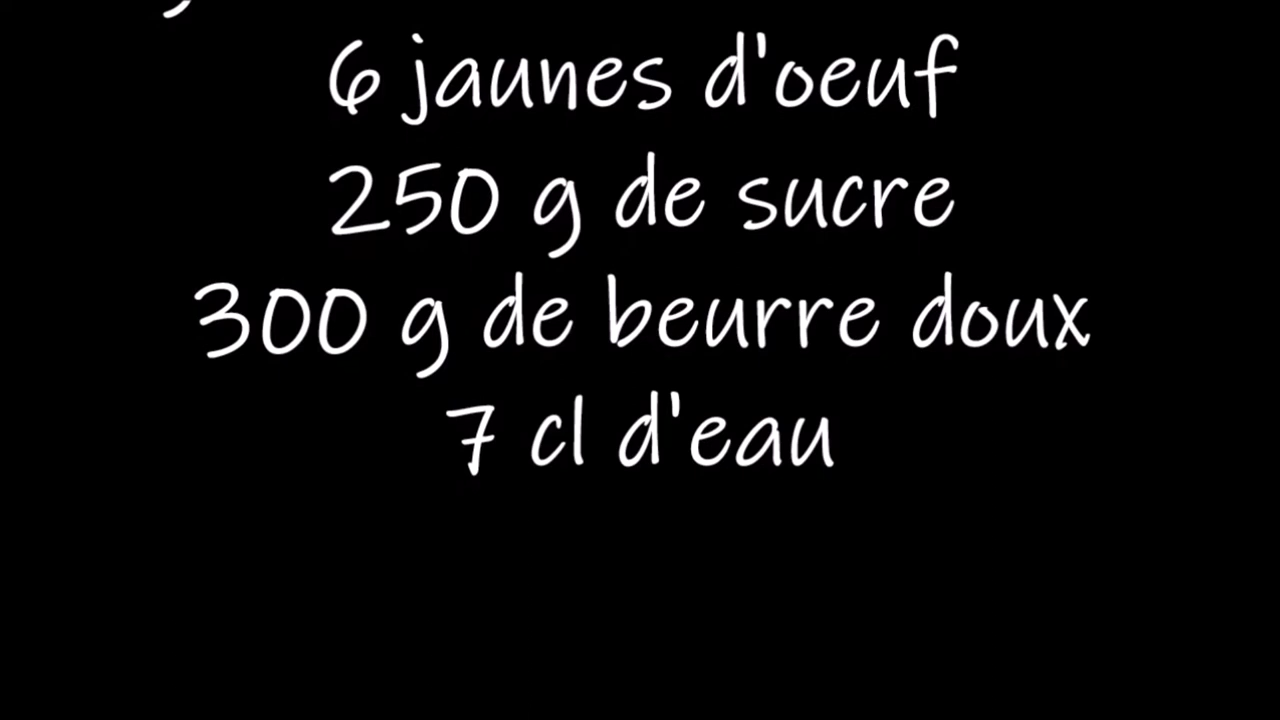 6 jaunes d'oeuf
250 g de sucre
300 g de beurre doux
7 cl d'eau